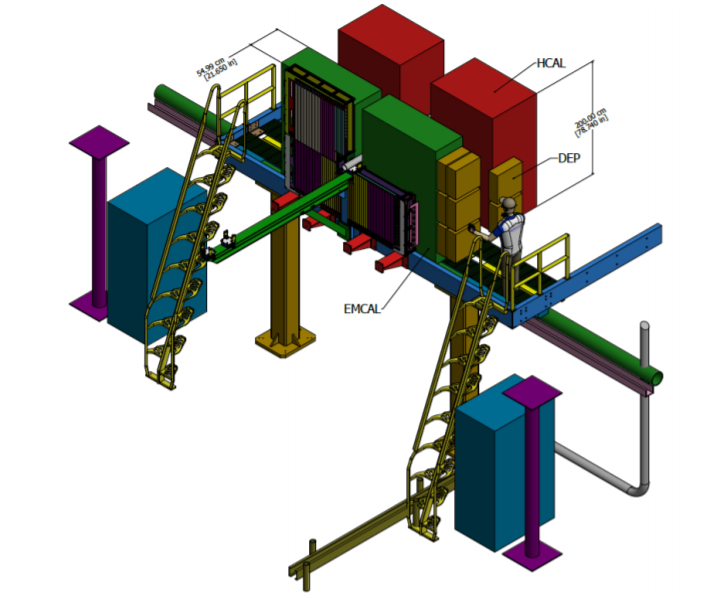 54.99 cm
[21.650 in]
HCAL
200.00 cm
[78.740 in]
DEP
EMCAL